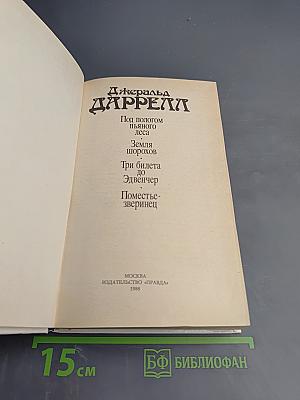 Джеральд
ДАРРЕЛЛ
Под пологом
пьяного
леса
·
Земля
шорохов
·
Три билета
до
Эдвенчер
·
Поместье-
зверинец
МОСКВА
ИЗДАТЕЛЬСТВО «ПРАВДА»
1988
15 см
БФ БИБЛИОФАН